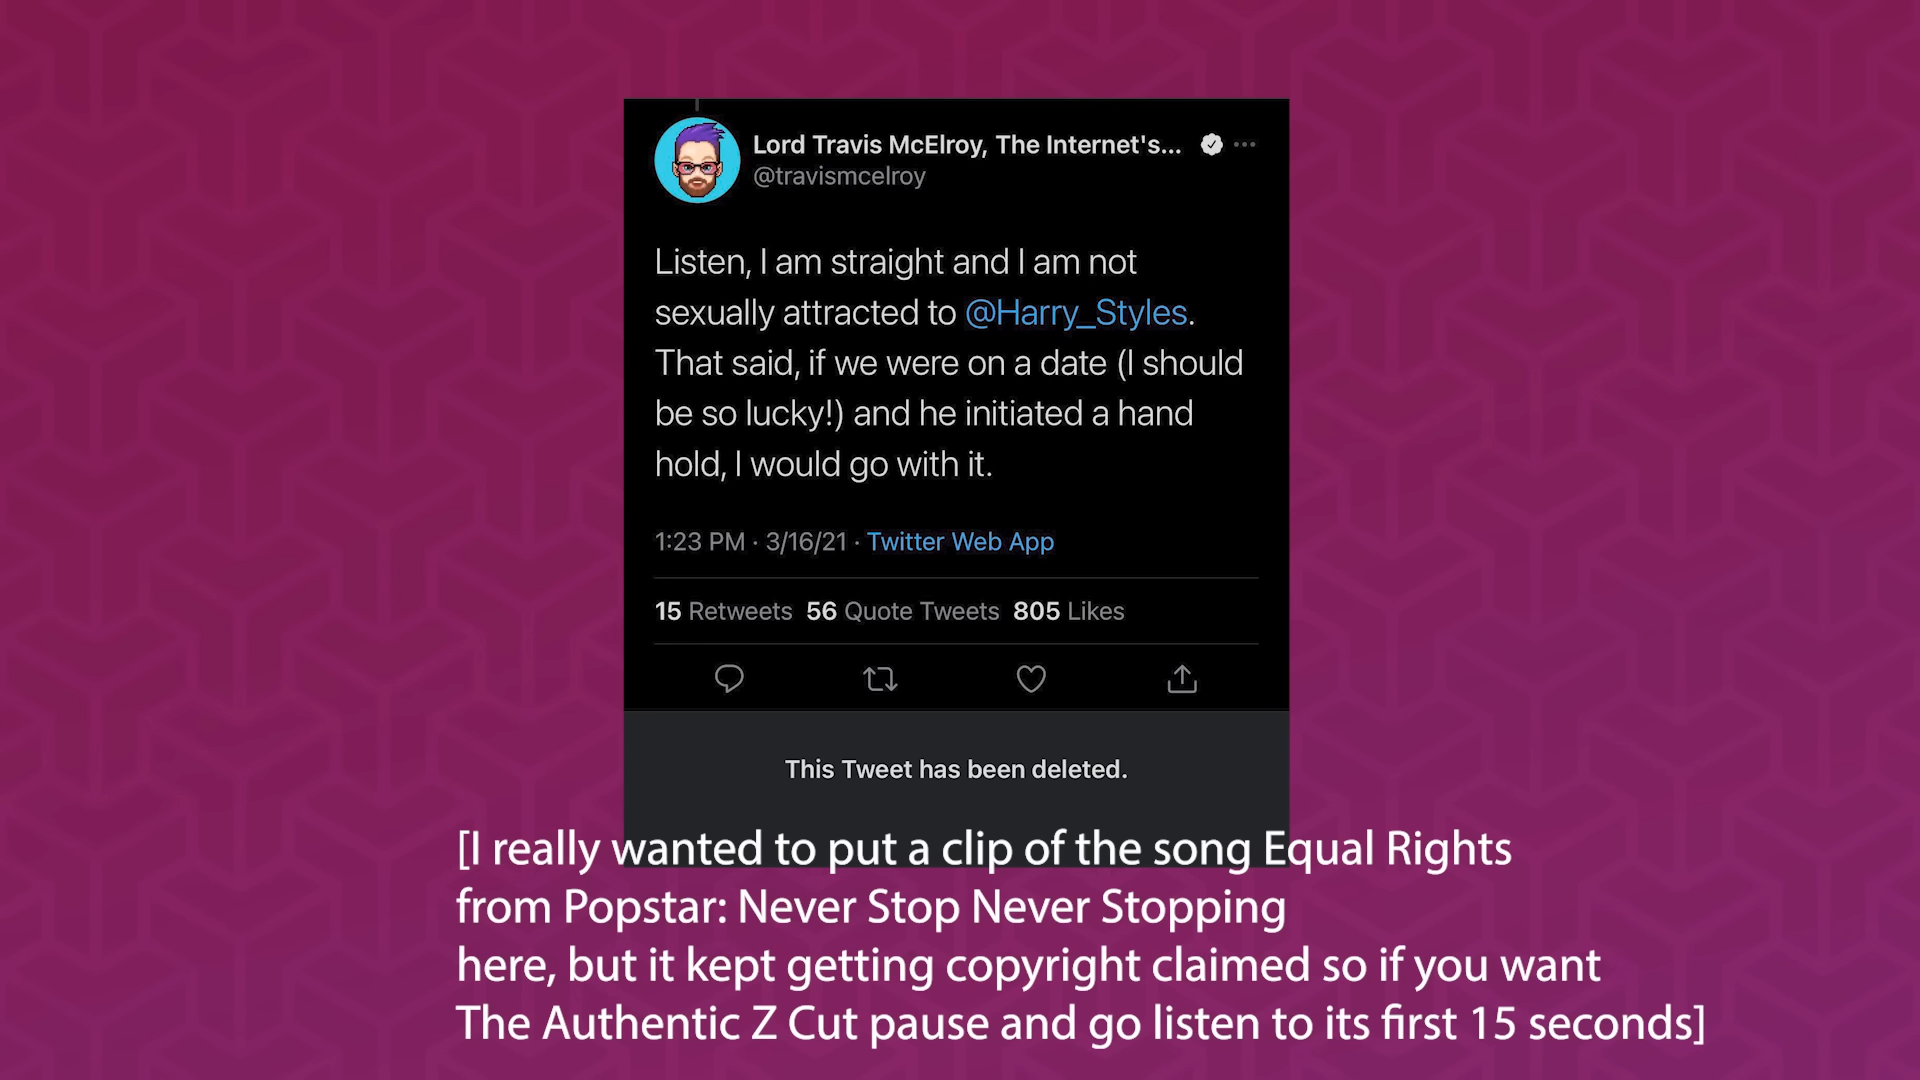 Lord Travis McElroy, The Internet's...
@travismcelroy
Listen, I am straight and I am not
sexually attracted to @Harry_Styles.
That said, if we were on a date (I should
be so lucky!) and he initiated a hand
hold, I would go with it.
1:23 PM · 3/16/21 · Twitter Web App
15 Retweets 56 Quote Tweets 805 Likes
This Tweet has been deleted.
[I really wanted to put a clip of the song Equal Rights
from Popstar: Never Stop Never Stopping
here, but it kept getting copyright claimed so if you want
The Authentic Z Cut pause and go listen to its first 15 seconds]